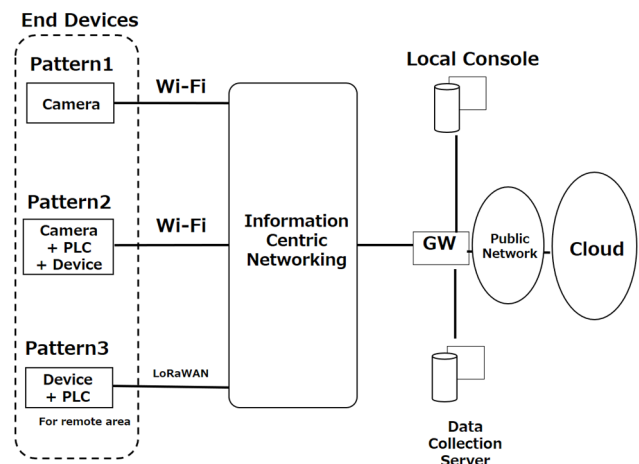 End Devices
Pattern1
Camera
Wi-Fi
Pattern2
Camera
+ PLC
+ Device
Wi-Fi
Pattern3
Device
+ PLC
For remote area
LoRaWAN
Information
Centric
Networking
Local Console
GW
Public
Network
Cloud
Data
Collection
Server